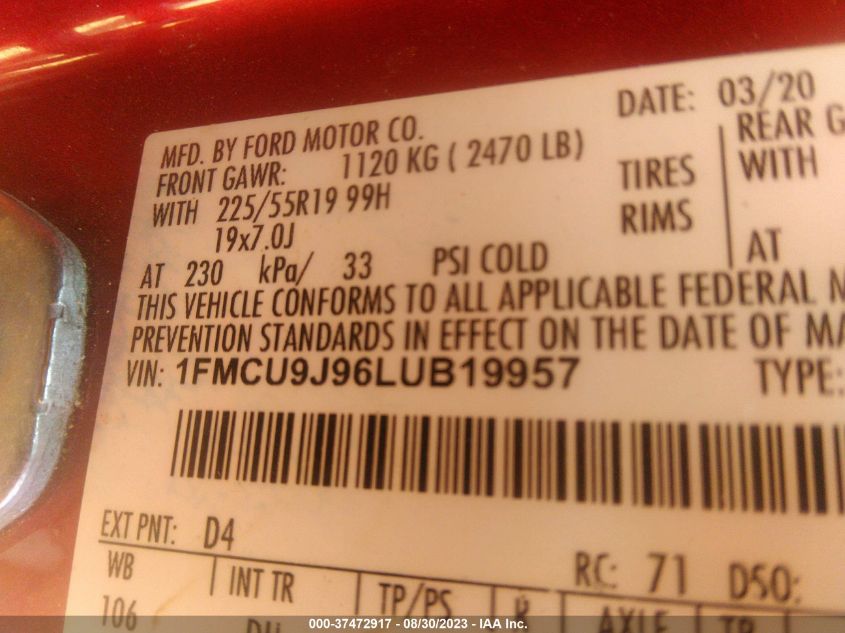 MFD. BY FORD MOTOR CO.
DATE: 03/20
FRONT GAWR: 1120 KG ( 2470 LB)
REAR G
WITH 225/55R19 99H
TIRES
WITH
19x7.0J
RIMS
AT 230 kPa/ 33 PSI COLD
AT
THIS VEHICLE CONFORMS TO ALL APPLICABLE FEDERAL M
PREVENTION STANDARDS IN EFFECT ON THE DATE OF MA
VIN: 1FMCU9J96LUB19957
TYPE:
EXT PNT: D4
RC: 71 DSO:
WB INT TR TP/PS R AXLE TR
106
000-37472917 - 08/30/2023 - IAA Inc.